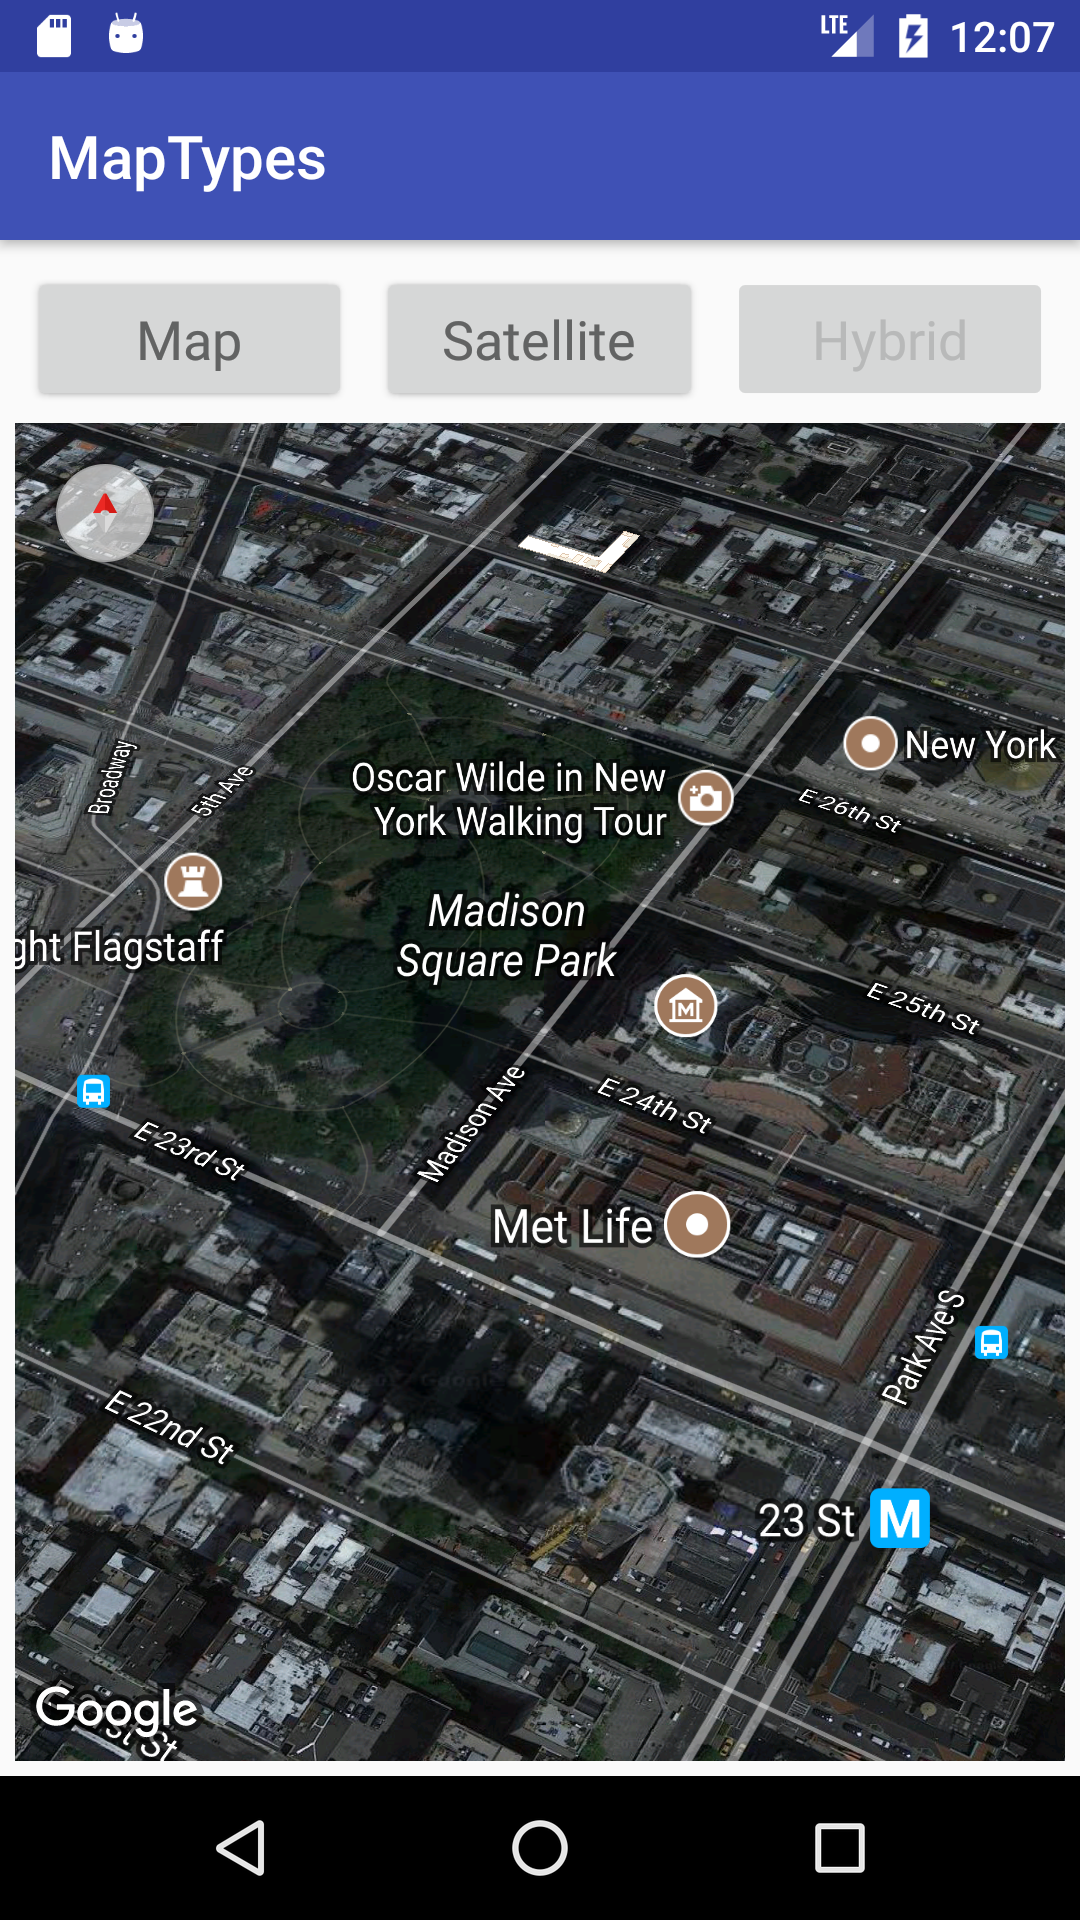 LTE 12:07
MapTypes
Map Satellite Hybrid
New York
Broadway
5th Ave
Oscar Wilde in New
York Walking Tour
E 26th St
Madison
Square Park
ght Flagstaff
E 25th St
M
Madison Ave
E 24th St
E 23rd St
Met Life
Park Ave S
E 22nd St
23 St M
Google
st St